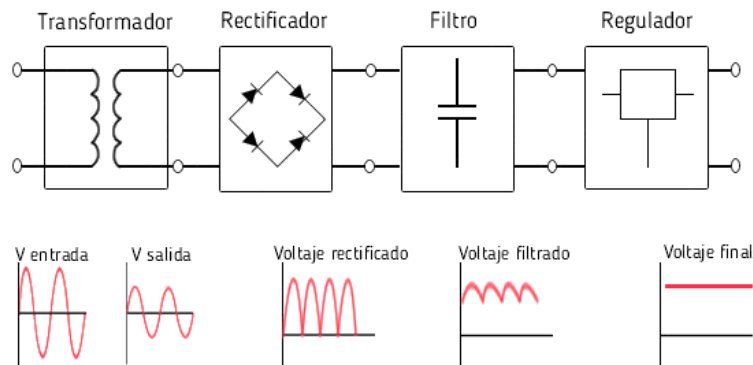 Transformador
Rectificador
Filtro
Regulador
V entrada
V salida
Voltaje rectificado
Voltaje filtrado
Voltaje final